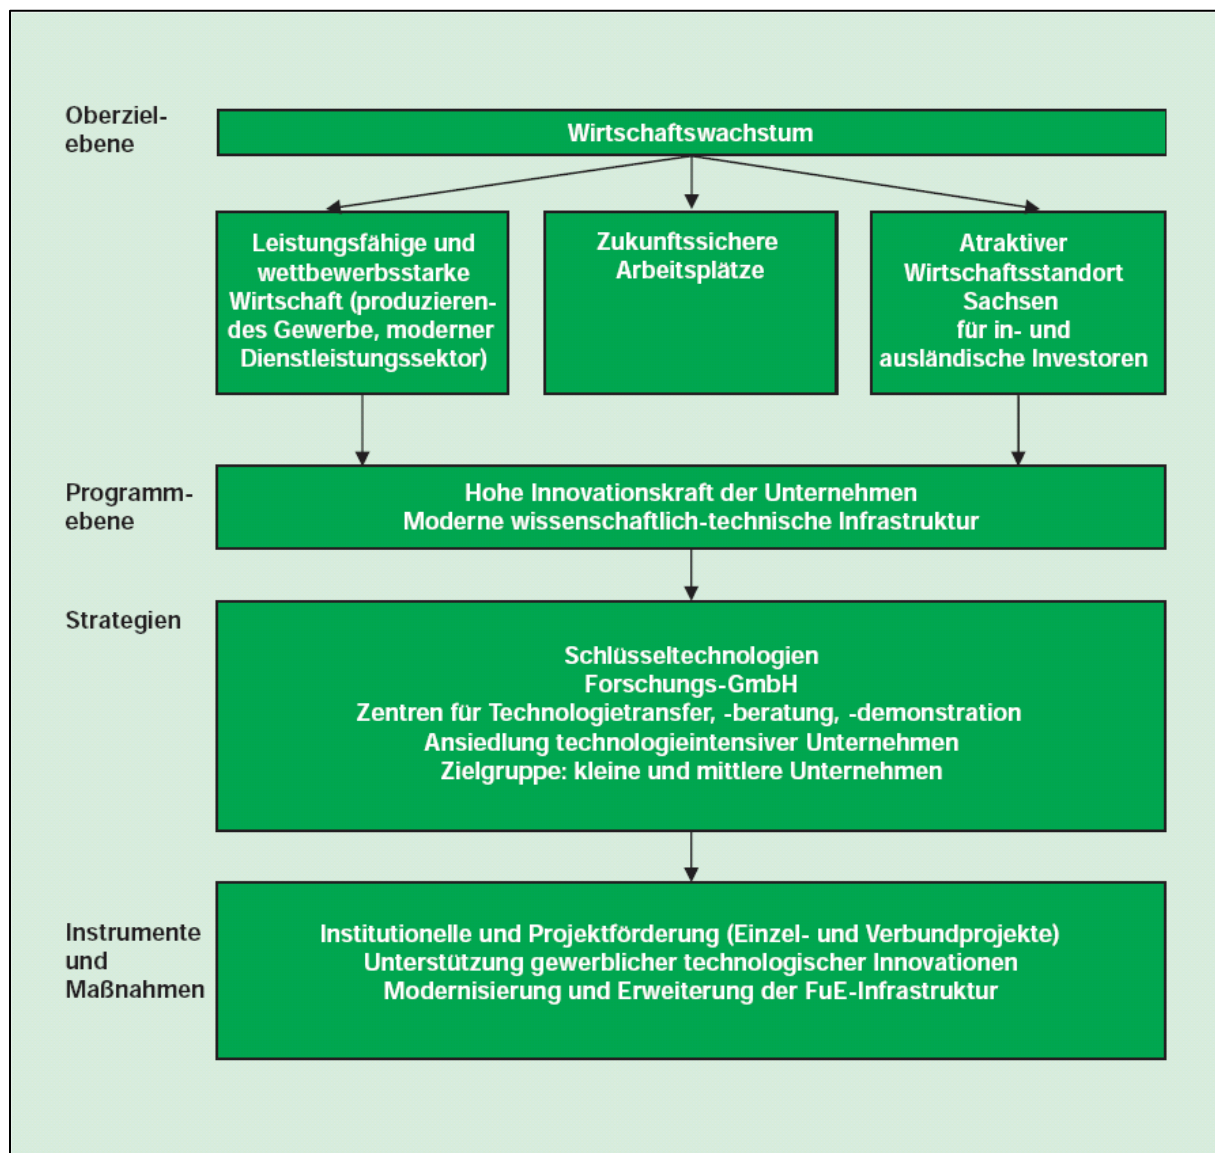 Oberziel-
ebene
Wirtschaftswachstum
Leistungsfähige und
wettbewerbsstarke
Wirtschaft (produzieren-
des Gewerbe, moderner
Dienstleistungssektor)
Zukunftssichere
Arbeitsplätze
Atraktiver
Wirtschaftsstandort
Sachsen
für in- und
ausländische Investoren
Programm-
ebene
Hohe Innovationskraft der Unternehmen
Moderne wissenschaftlich-technische Infrastruktur
Strategien
Schlüsseltechnologien
Forschungs-GmbH
Zentren für Technologietransfer, -beratung, -demonstration
Ansiedlung technologieintensiver Unternehmen
Zielgruppe: kleine und mittlere Unternehmen
Instrumente
und
Maßnahmen
Institutionelle und Projektförderung (Einzel- und Verbundprojekte)
Unterstützung gewerblicher technologischer Innovationen
Modernisierung und Erweiterung der FuE-Infrastruktur